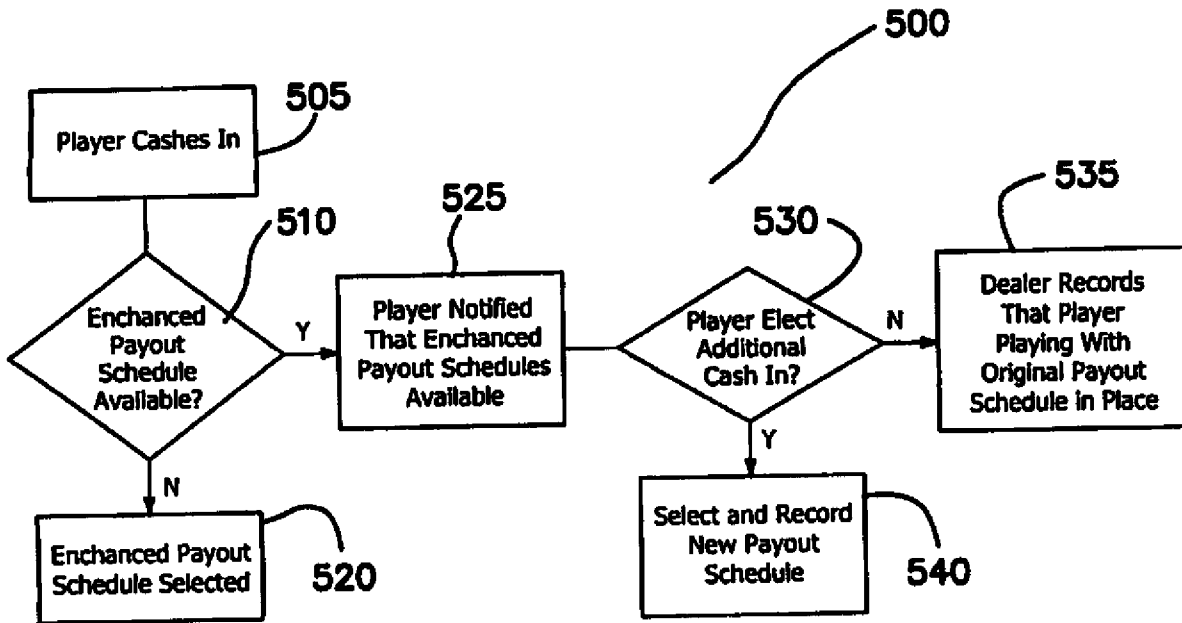 500
505
Player Cashes In
510
Enchanced
Payout
Schedule
Available?
Y
N
525
Player Notified
That Enchanced
Payout Schedules
Available
530
Player Elect
Additional
Cash In?
N
Y
535
Dealer Records
That Player
Playing With
Original Payout
Schedule in Place
Enchanced Payout
Schedule Selected
520
Select and Record
New Payout
Schedule
540